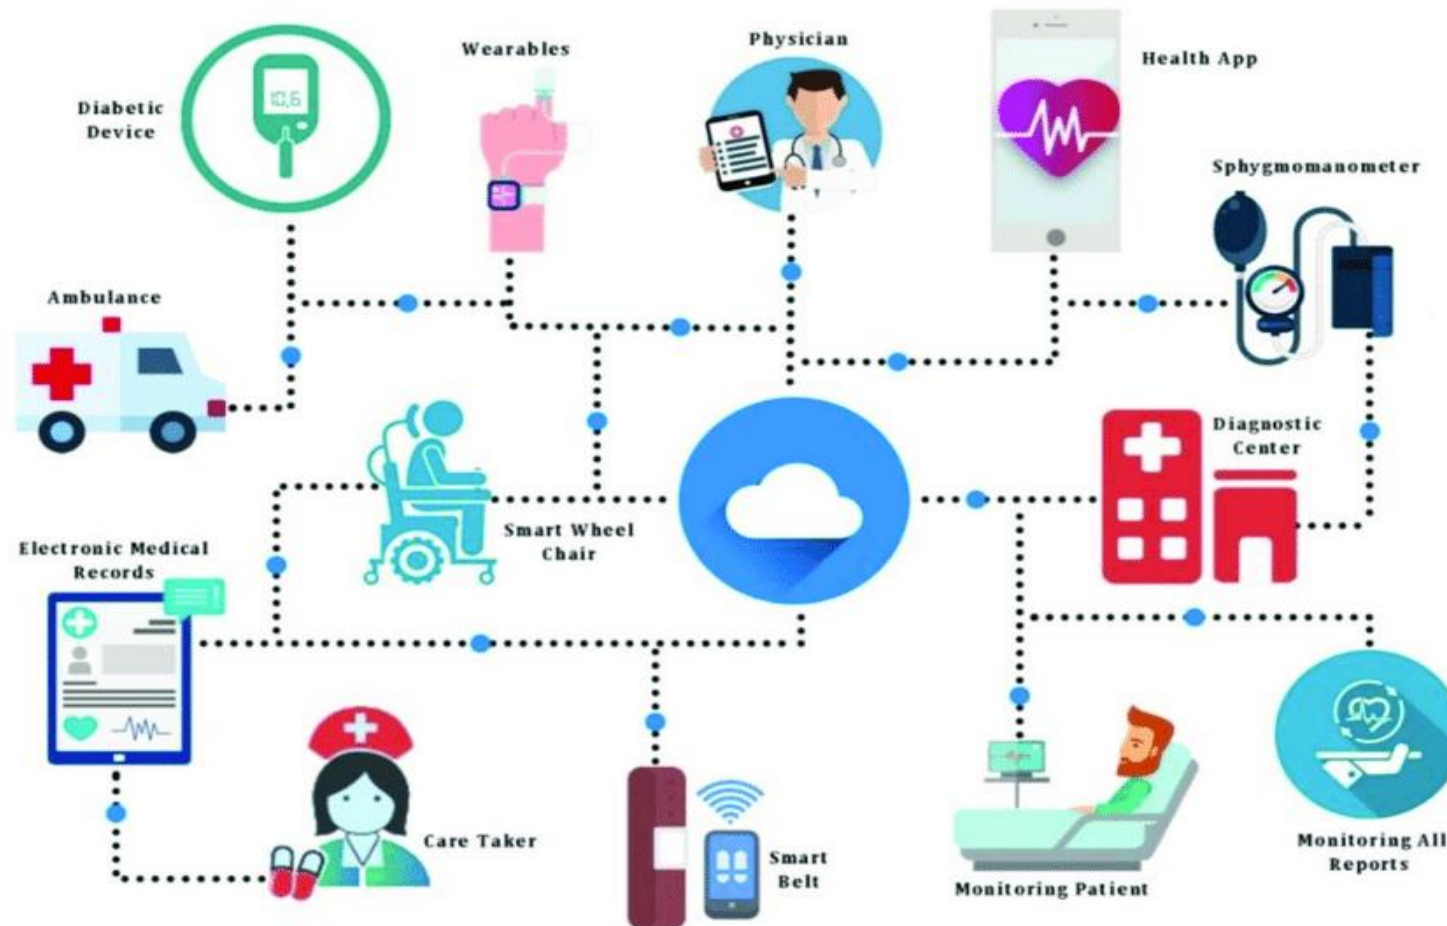 Wearables
Physician
Health App
Diabetic
Device
10.6
Sphygmomanometer
Ambulance
Diagnostic
Center
Smart Wheel
Chair
Electronic Medical
Records
Care Taker
Smart
Belt
Monitoring Patient
Monitoring All
Reports